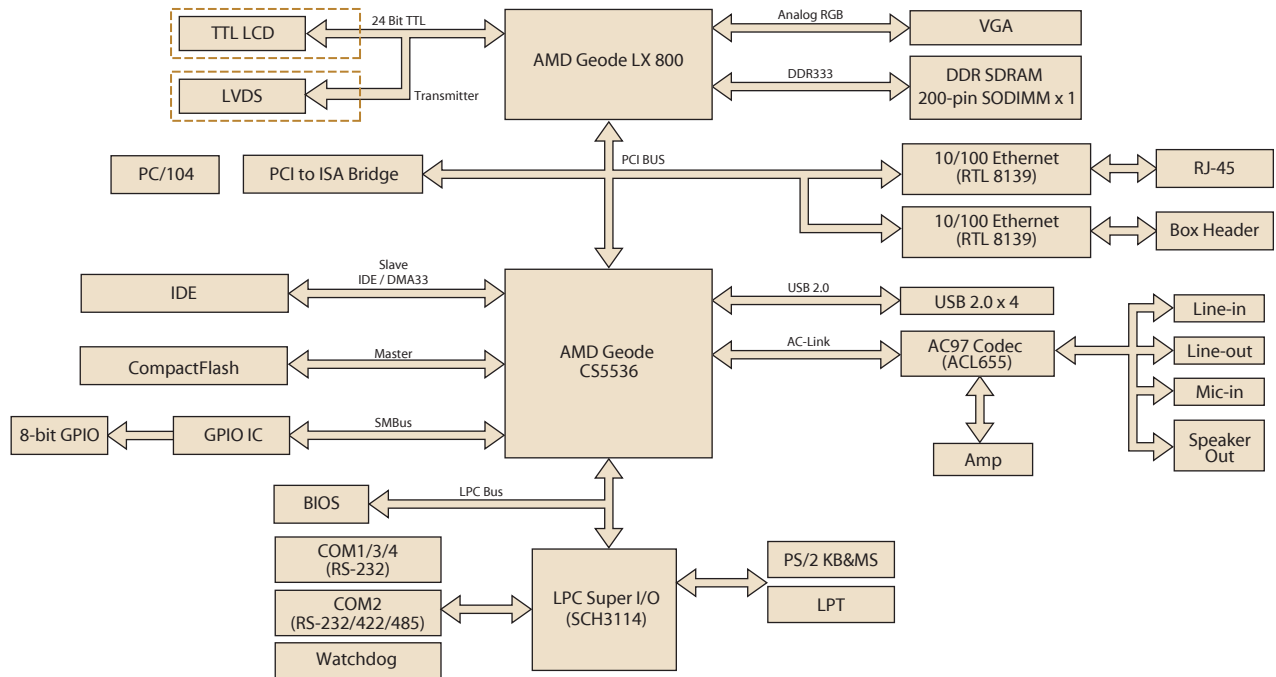 TTL LCD
24 Bit TTL
AMD Geode LX 800
Analog RGB
VGA
LVDS
Transmitter
DDR333
DDR SDRAM
200-pin SODIMM x 1
PC/104
PCI to ISA Bridge
PCI BUS
10/100 Ethernet
(RTL 8139)
RJ-45
10/100 Ethernet
(RTL 8139)
Box Header
IDE
Slave
IDE / DMA33
AMD Geode
CS5536
USB 2.0
USB 2.0 x 4
CompactFlash
Master
AC-Link
AC97 Codec
(ACL655)
Line-in
Line-out
Mic-in
Speaker
Out
8-bit GPIO
GPIO IC
SMBus
Amp
BIOS
LPC Bus
COM1/3/4
(RS-232)
COM2
(RS-232/422/485)
Watchdog
LPC Super I/O
(SCH3114)
PS/2 KB&MS
LPT